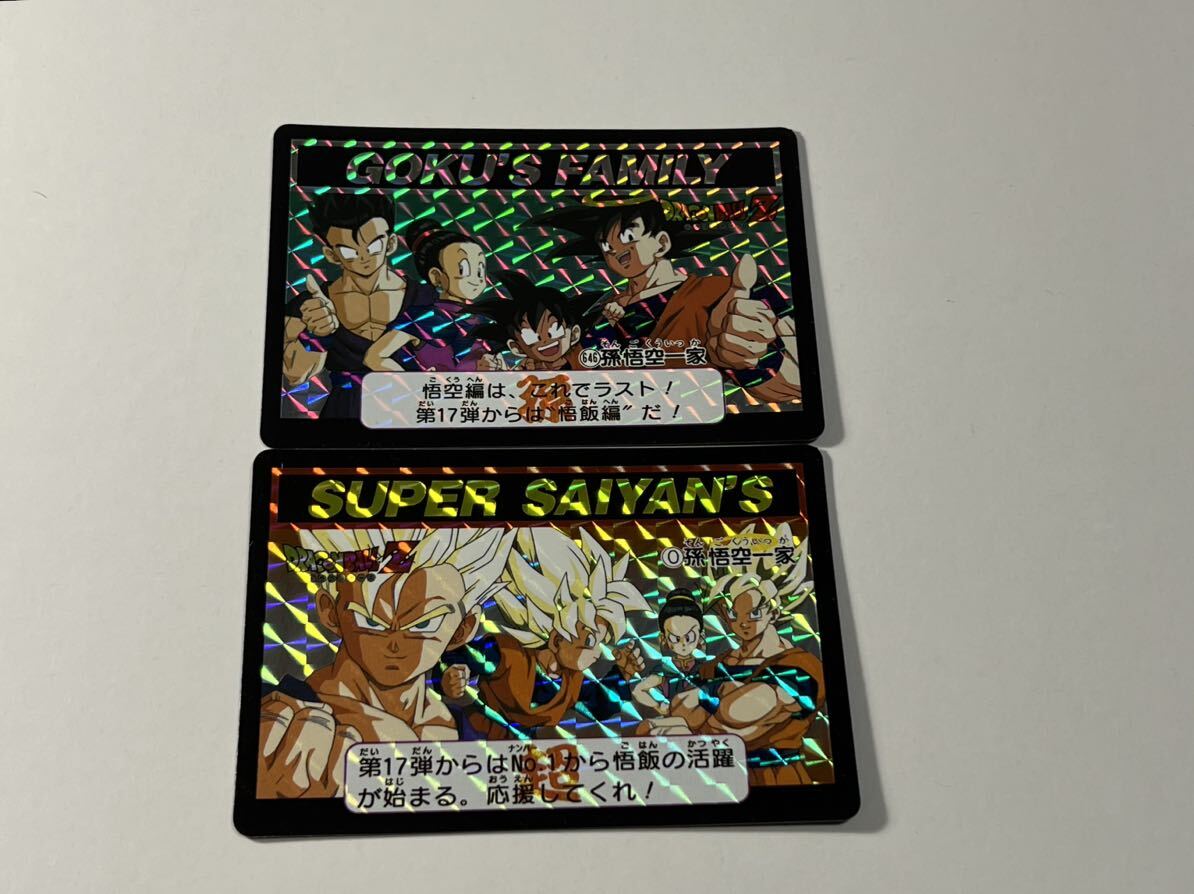 GOKU'S FAMILY
DRAGONBALL Z
そんごくういっか
646孫悟空一家
ごくうへん
悟空編は、これでラスト!
だいだんごはんへん
第17弾からは"悟飯編"だ!
SUPER SAIYAN'S
DRAGONBALL Z
そんごくういっか
0孫悟空一家
だいだんナンバーごはんかつやく
第17弾からはNo.1から悟飯の活躍
はじおうえん
が始まる。応援してくれ!
超